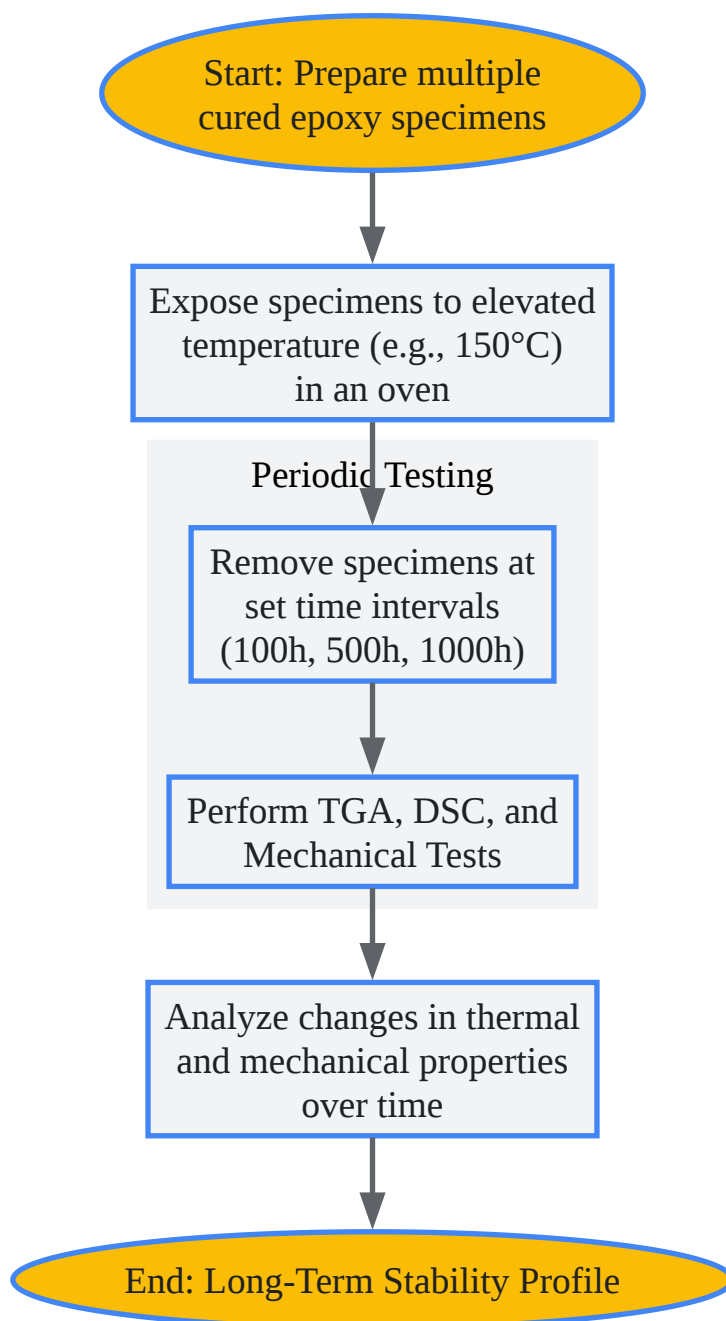 Start: Prepare multiple
cured epoxy specimens
Expose specimens to elevated
temperature (e.g., 150°C)
in an oven
Periodic Testing
Remove specimens at
set time intervals
(100h, 500h, 1000h)
Perform TGA, DSC, and
Mechanical Tests
Analyze changes in thermal
and mechanical properties
over time
End: Long-Term Stability Profile